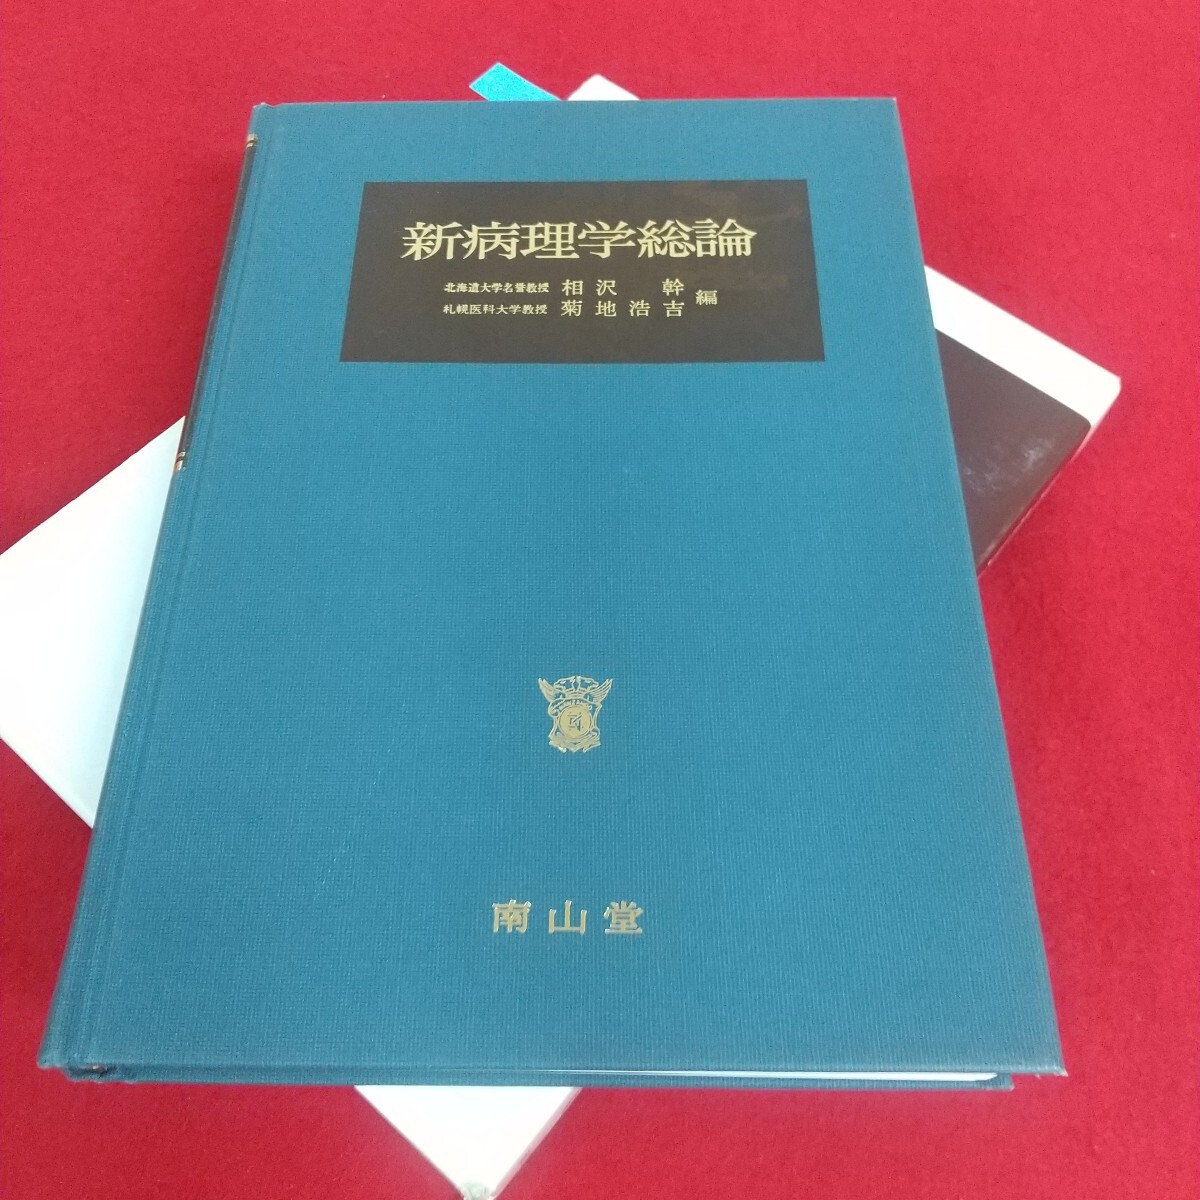 新病理学総論
北海道大学名誉教授 相沢 幹
札幌医科大学教授 菊地浩吉 編
南山堂